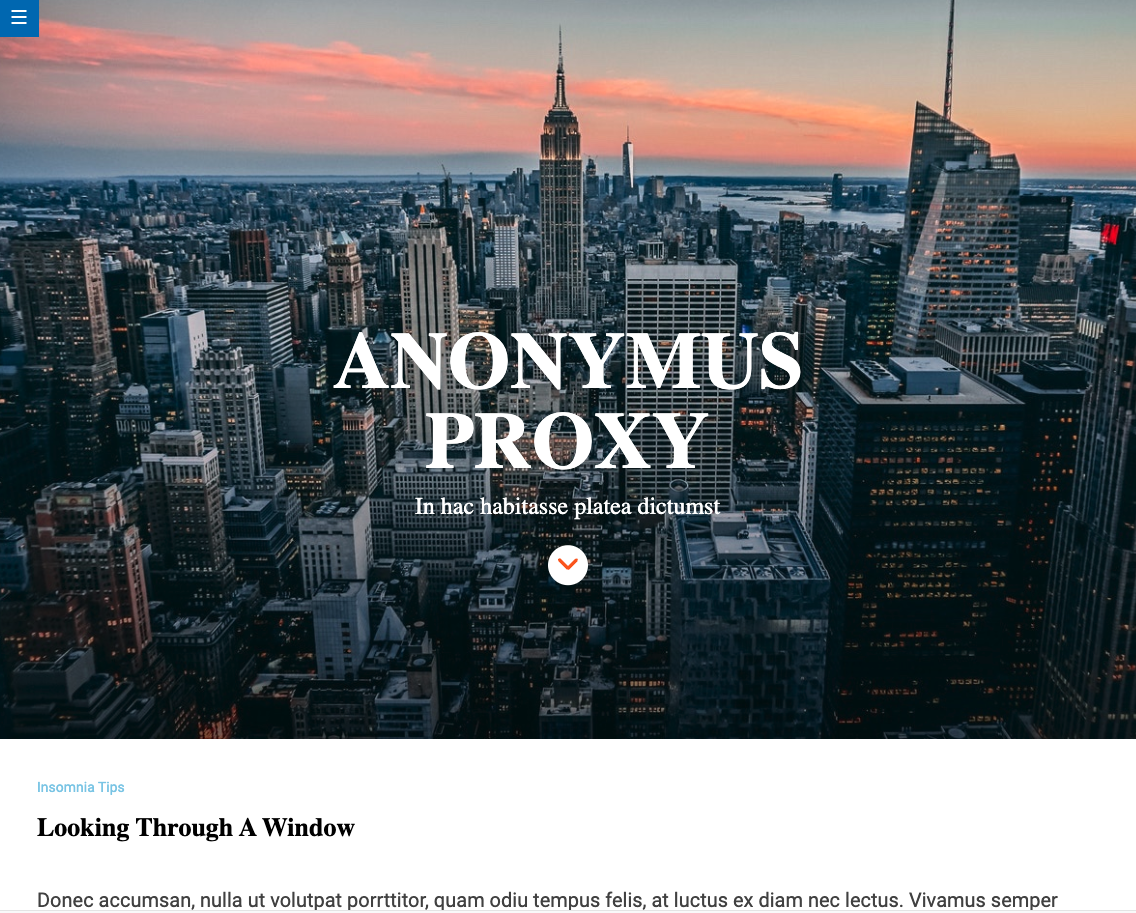 ANONYMUS
PROXY
In hac habitasse platea dictumst
Insomnia Tips
Looking Through A Window
Donec accumsan, nulla ut volutpat porrttitor, quam odiu tempus felis, at luctus ex diam nec lectus. Vivamus semper